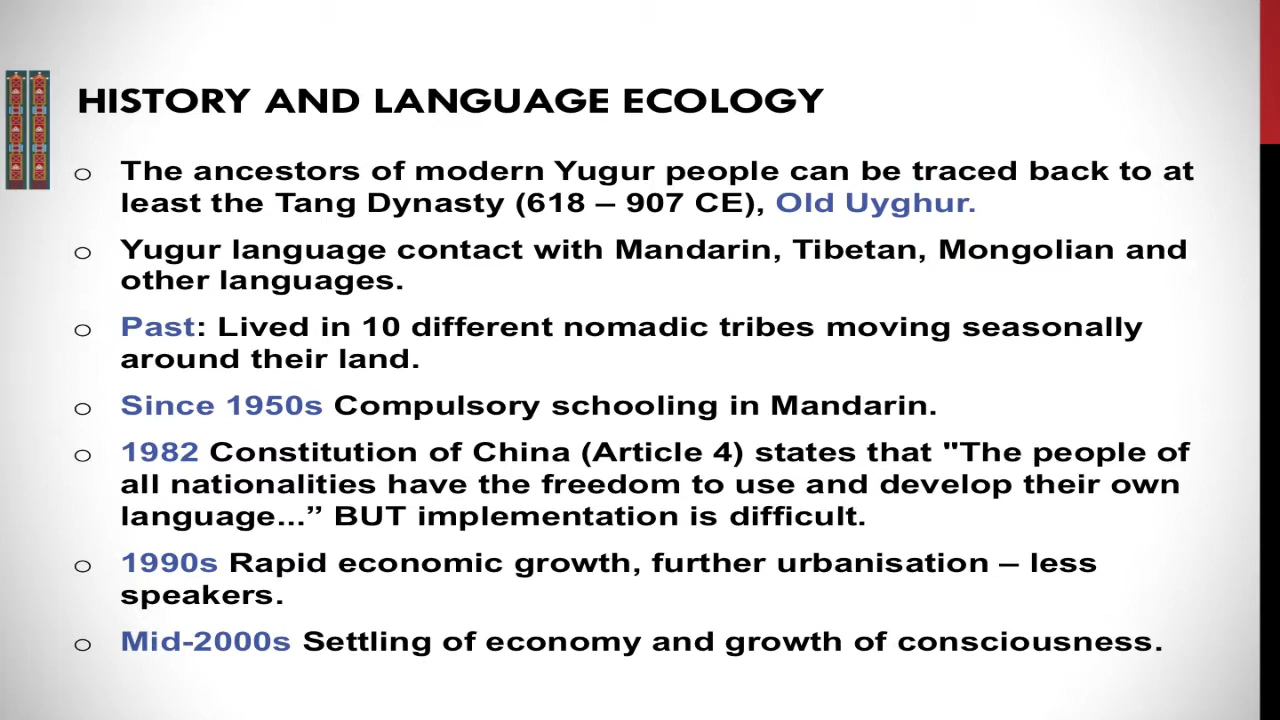 HISTORY AND LANGUAGE ECOLOGY
o The ancestors of modern Yugur people can be traced back to at
least the Tang Dynasty (618 – 907 CE), Old Uyghur.
o Yugur language contact with Mandarin, Tibetan, Mongolian and
other languages.
o Past: Lived in 10 different nomadic tribes moving seasonally
around their land.
o Since 1950s Compulsory schooling in Mandarin.
o 1982 Constitution of China (Article 4) states that "The people of
all nationalities have the freedom to use and develop their own
language...” BUT implementation is difficult.
o 1990s Rapid economic growth, further urbanisation – less
speakers.
o Mid-2000s Settling of economy and growth of consciousness.